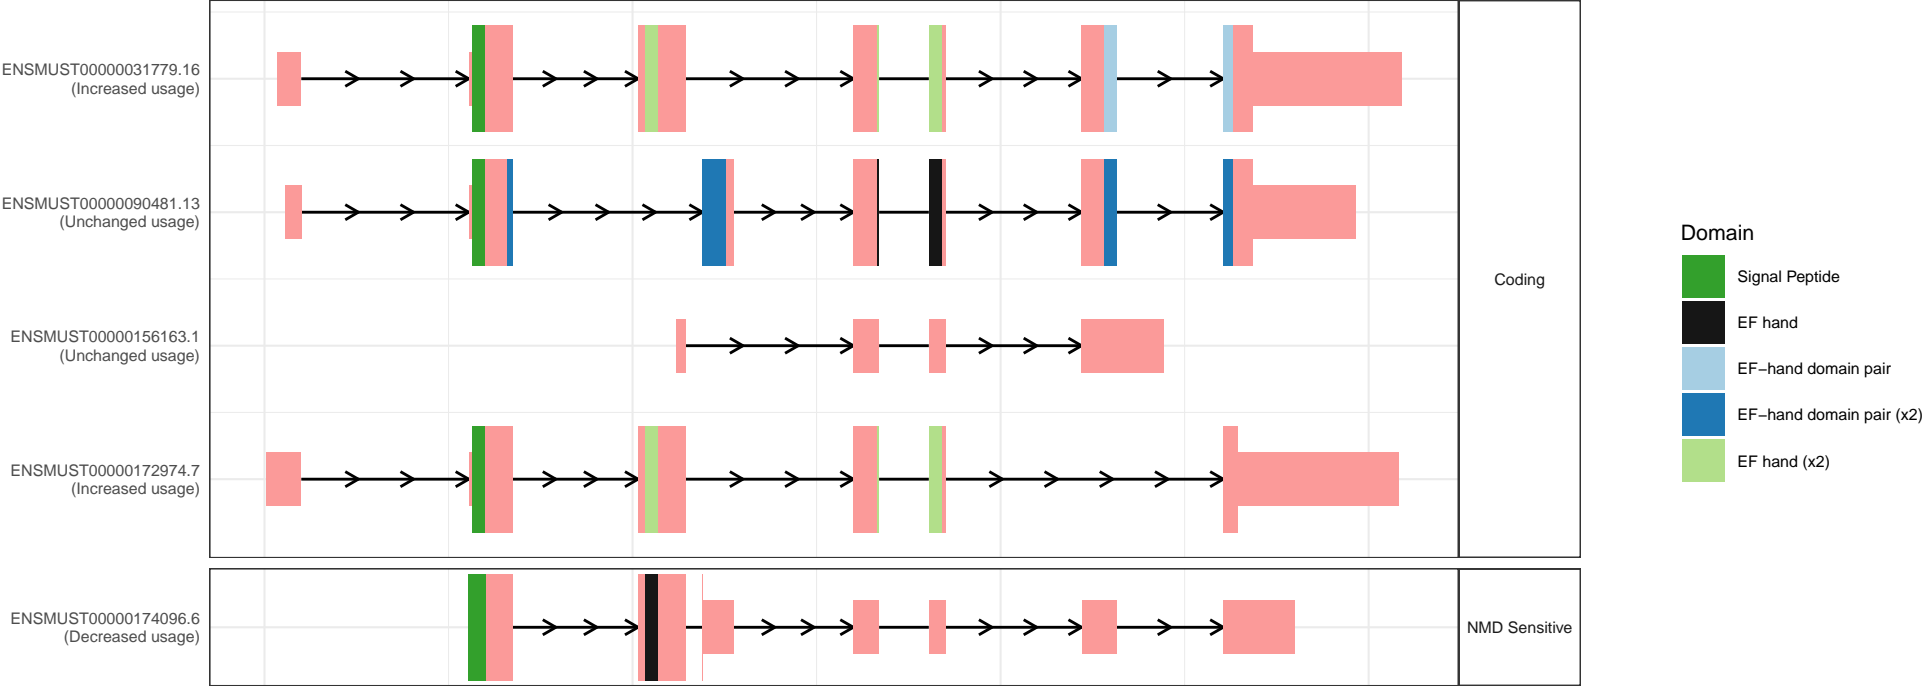 ENSMUST00000031779.16
(Increased usage)
ENSMUST00000090481.13
(Unchanged usage)
ENSMUST00000156163.1
(Unchanged usage)
ENSMUST00000172974.7
(Increased usage)
ENSMUST00000174096.6
(Decreased usage)
Coding
NMD Sensitive
Domain
Signal Peptide
EF hand
EF−hand domain pair
EF−hand domain pair (x2)
EF hand (x2)